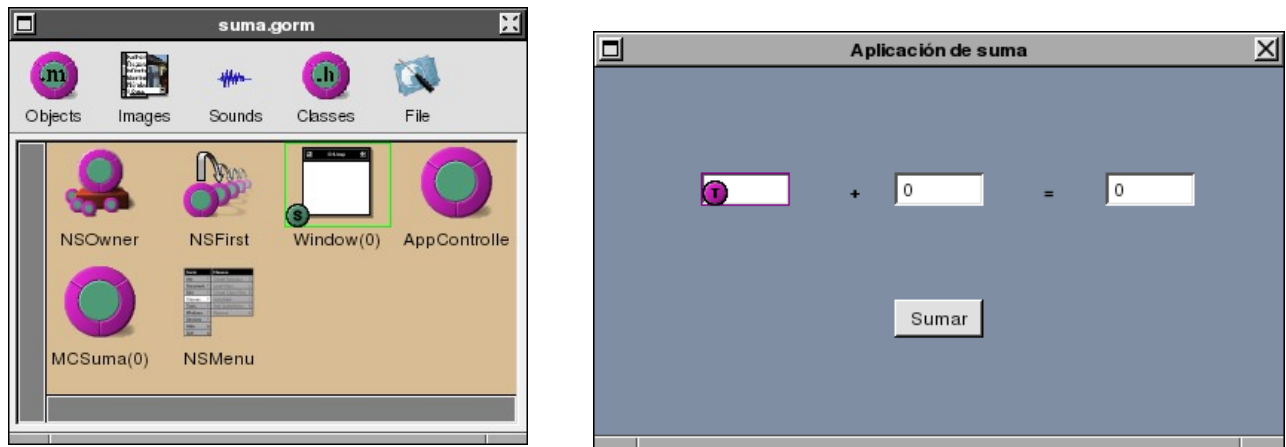 suma.gorm
.m
.h
Objects
Images
Sounds
Classes
File
S
NSOwner
NSFirst
Window(0)
AppControlle
MCSuma(0)
NSMenu
Aplicación de suma
T
+
0
=
0
Sumar